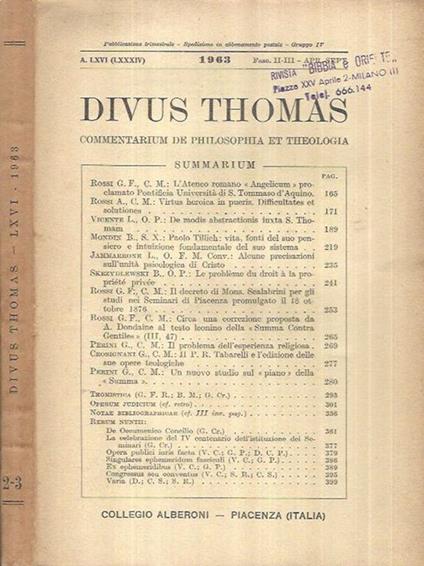 Pubblicazione trimestrale - Spedizione in abbonamento postale - Gruppo IV
A. LXVI (LXXXIV)
1963
Fasc. II-III - APR.-SETT.
RIVISTA "BIBBIA e ORIENTE"
Piazza XXV Aprile 2-MILANO (1)
Telef. 666.144
DIVUS THOMAS
COMMENTARIUM DE PHILOSOPHIA ET THEOLOGIA
SUMMARIUM
PAG.
Rossi G. F., C. M.: L'Ateneo romano « Angelicum » pro-
clamato Pontificia Università di S. Tommaso d'Aquino. 165
Rossi A., C. M.: Virtus heroica in pueris. Difficultates et
solutiones . . . 171
Vicente L., O. P.: De modis abstractionis iuxta S. Tho-
mam . . . 189
Mondin B., S. X.: Paolo Tillich: vita, fonti del suo pen-
siero e intuizione fondamentale del suo sistema . 219
Jammarrone L., O. F. M. Conv.: Alcune precisazioni
sull'unità psicologica di Cristo . . . 235
Skrzydlewski B., O. P.: Le problème du droit à la pro-
priété privée . . . 241
Rossi G. F., C. M.: Il decreto di Mons. Scalabrini per gli
studi nei Seminari di Piacenza promulgato il 18 ot-
tobre 1876 . . . 253
Rossi G. F., C. M.: Circa una correzione proposta da
A. Dondaine al testo leonino della « Summa Contra
Gentiles » (III, 47) . . . 265
Perini G., C. M.: Il problema dell'esperienza religiosa . 269
Crosignani G., C. M.: Il P. R. Tabarelli e l'edizione delle
sue opere teologiche . . . 277
Perini G., C. M.: Un nuovo studio sul « piano » della
« Summa » . . . 280
Thomistica (G. F. R.; B. M.; G. Cr.) . . . 293
Operum judicium (cf. retro) . . . 301
Notae bibliographicae (cf. III inv. pag.) . . . 356
Rerum nuntii:
De Oecumenico Concilio (G. Cr.) . . . 361
La celebrazione del IV centenario dell'istituzione dei Se-
minari (G. Cr.) . . . 377
Opera publici iuris facta (V. C.; G. P.; D. C. P.) . 379
Singulares ephemeridum fasciculi (V. C.; G. P.) . 386
Ex ephemeridibus (V. C.; G. P.) . . . 389
Congressus seu conventus (V. C.; S. R.; C. S.) . . 395
Varia (D.; C. S.; S. R.) . . . 399
COLLEGIO ALBERONI — PIACENZA (ITALIA)
DIVUS THOMAS - LXVI - 1963
2-3